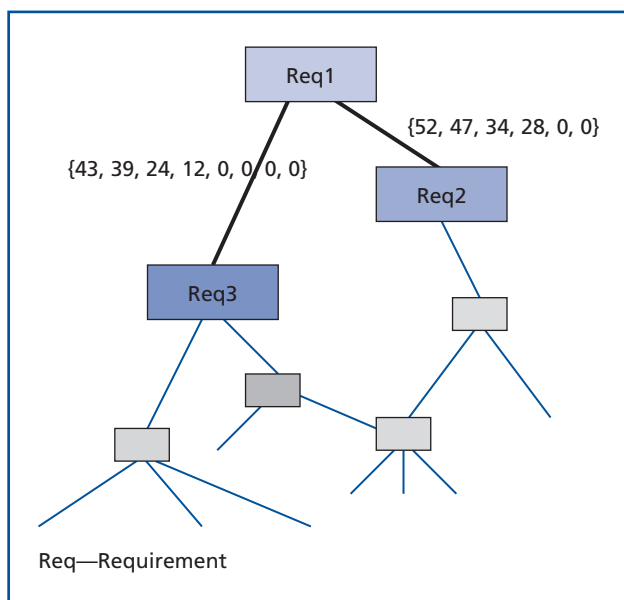 Req1
{52, 47, 34, 28, 0, 0}
{43, 39, 24, 12, 0, 0, 0, 0}
Req2
Req3
Req—Requirement